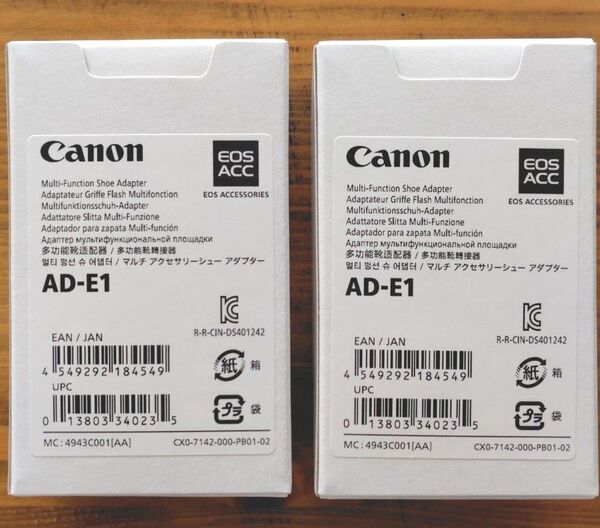 Canon
EOS
ACC
EOS ACCESSORIES
Multi-Function Shoe Adapter
Adaptateur Griffe Flash Multifonction
Multifunktionsschuh-Adapter
Adattatore Slitta Multi-Funzione
Adaptador para zapata Multi-función
Адаптер мультифункциональной площадки
多功能靴适配器 / 多功能靴轉接器
멀티 펑션 슈 어댑터 / マルチ アクセサリーシュー アダプター
AD-E1
R-R-CIN-DS401242
EAN / JAN
4 549292 184549
紙 箱
UPC
0 13803 34023 5
プラ 袋
MC : 4943C001[AA]
CX0-7142-000-PB01-02
Canon
EOS
ACC
EOS ACCESSORIES
Multi-Function Shoe Adapter
Adaptateur Griffe Flash Multifonction
Multifunktionsschuh-Adapter
Adattatore Slitta Multi-Funzione
Adaptador para zapata Multi-función
Адаптер мультифункциональной площадки
多功能靴适配器 / 多功能靴轉接器
멀티 펑션 슈 어댑터 / マルチ アクセサリーシュー アダプター
AD-E1
R-R-CIN-DS401242
EAN / JAN
4 549292 184549
紙 箱
UPC
0 13803 34023 5
プラ 袋
MC : 4943C001[AA]
CX0-7142-000-PB01-02